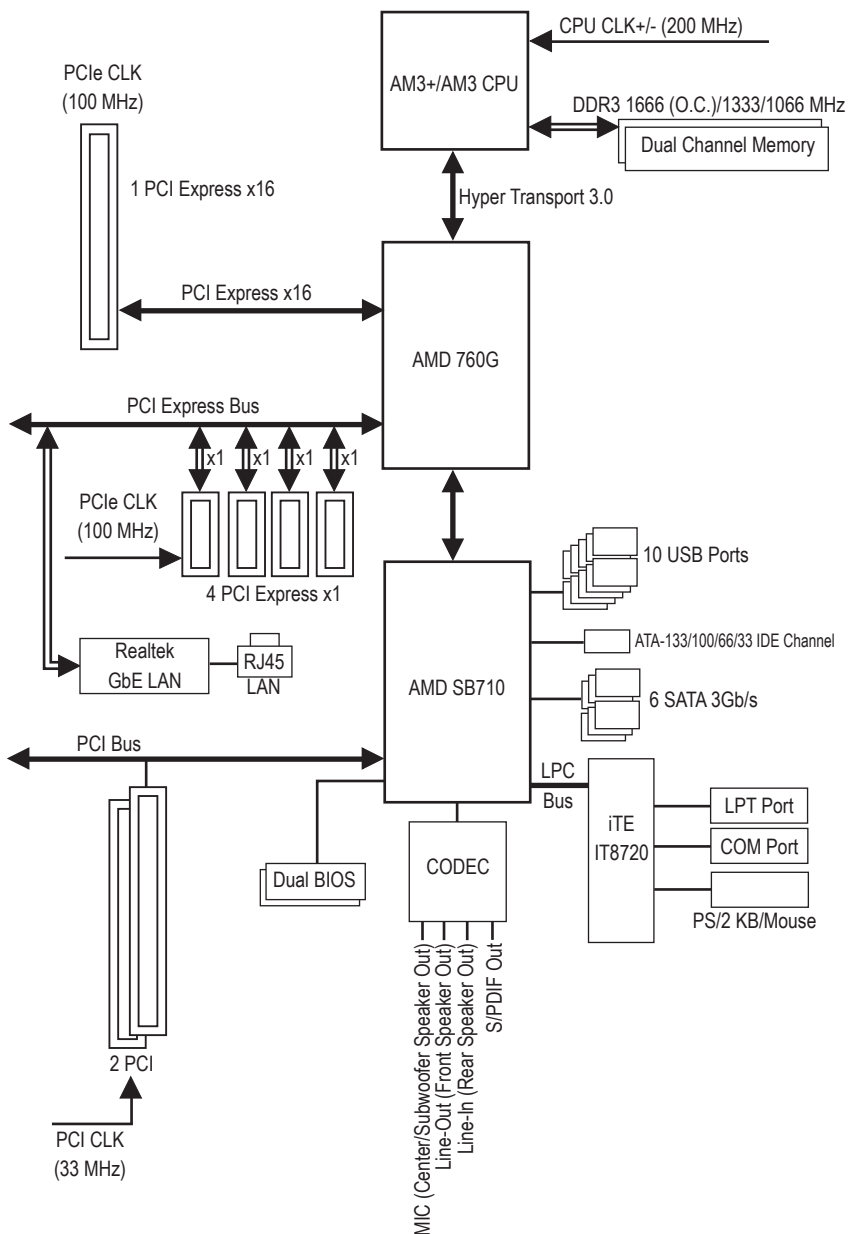 CPU CLK+/- (200 MHz)
AM3+/AM3 CPU
DDR3 1666 (O.C.)/1333/1066 MHz
Dual Channel Memory
PCIe CLK
(100 MHz)
1 PCI Express x16
Hyper Transport 3.0
PCI Express x16
AMD 760G
PCI Express Bus
x1
x1
x1
x1
PCIe CLK
(100 MHz)
4 PCI Express x1
Realtek
GbE LAN
RJ45
LAN
10 USB Ports
ATA-133/100/66/33 IDE Channel
AMD SB710
6 SATA 3Gb/s
PCI Bus
LPC
Bus
iTE
IT8720
LPT Port
COM Port
PS/2 KB/Mouse
Dual BIOS
CODEC
MIC (Center/Subwoofer Speaker Out)
Line-Out (Front Speaker Out)
Line-In (Rear Speaker Out)
S/PDIF Out
2 PCI
PCI CLK
(33 MHz)